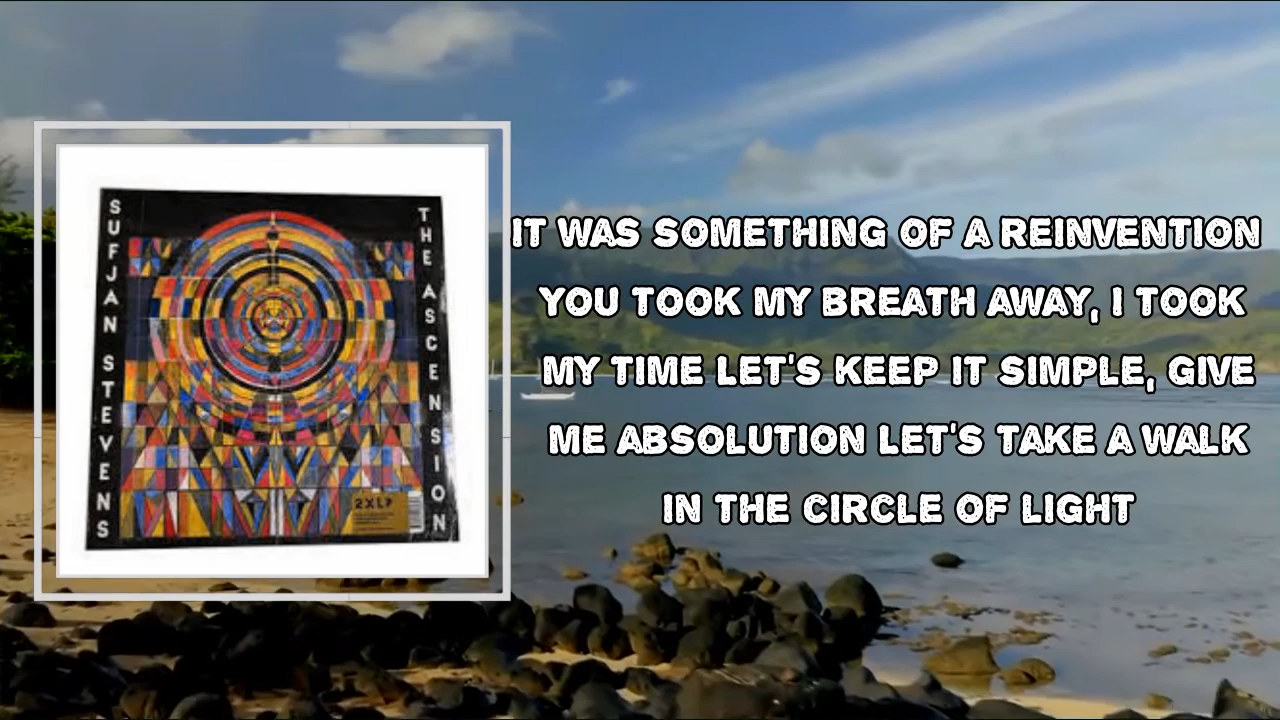 SUFJAN STEVENS
THE ASCENSION
2XLP
IT WAS SOMETHING OF A REINVENTION
YOU TOOK MY BREATH AWAY, I TOOK
MY TIME LET'S KEEP IT SIMPLE, GIVE
ME ABSOLUTION LET'S TAKE A WALK
IN THE CIRCLE OF LIGHT